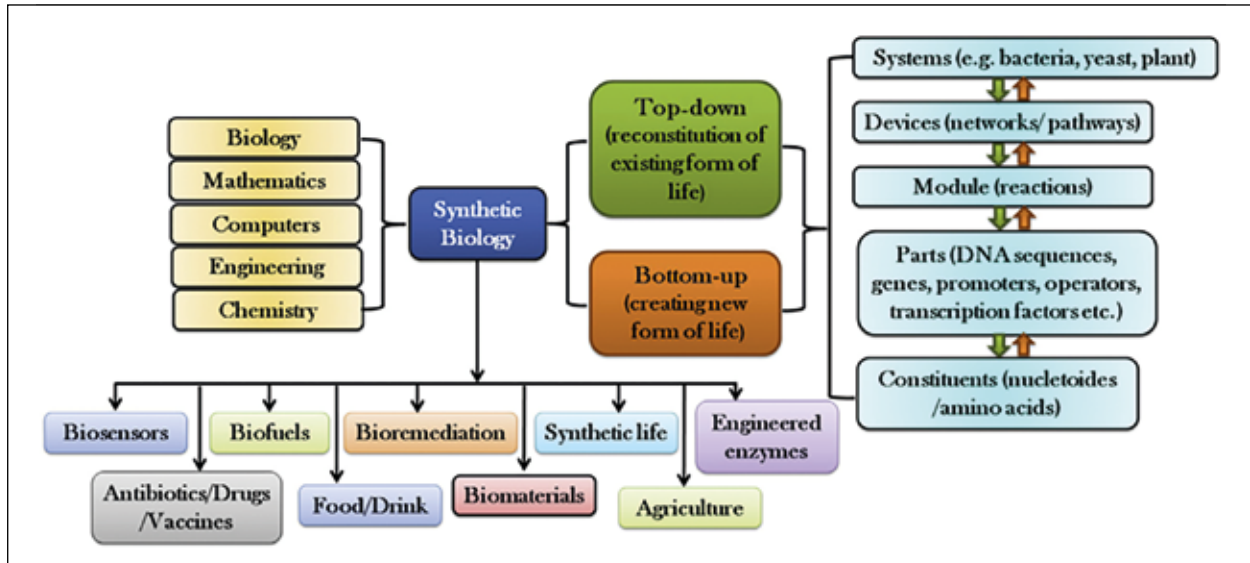 Biology
Mathematics
Computers
Engineering
Chemistry
Synthetic
Biology
Top-down
(reconstitution of
existing form of
life)
Bottom-up
(creating new
form of life)
Systems (e.g. bacteria, yeast, plant)
Devices (networks/ pathways)
Module (reactions)
Parts (DNA sequences,
genes, promoters, operators,
transcription factors etc.)
Constituents (nucletoides
/amino acids)
Biosensors
Biofuels
Bioremediation
Synthetic life
Engineered
enzymes
Antibiotics/Drugs
/Vaccines
Food/Drink
Biomaterials
Agriculture